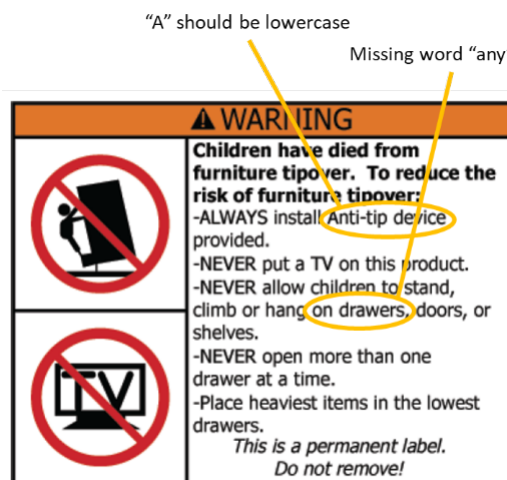 “A” should be lowercase
Missing word “any”
WARNING
Children have died from
furniture tipover. To reduce the
risk of furniture tipover:
-ALWAYS install Anti-tip device
provided.
-NEVER put a TV on this product.
-NEVER allow children to stand,
climb or hang on drawers, doors, or
shelves.
-NEVER open more than one
drawer at a time.
-Place heaviest items in the lowest
drawers.
This is a permanent label.
Do not remove!
TV